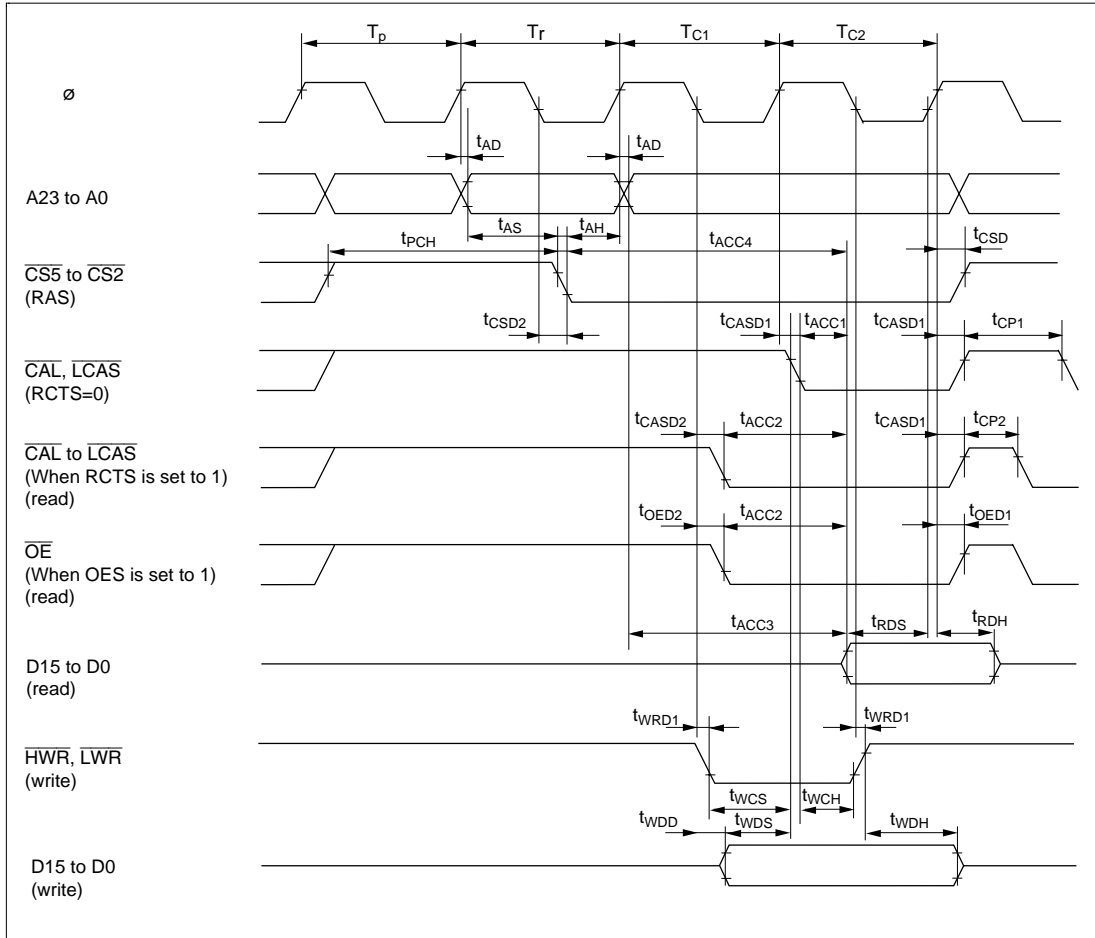 Tp Tr TC1 TC2
ø
tAD tAD
A23 to A0
tAS tAH
tPCH tACC4 tCSD
CS5 to CS2
(RAS)
tCSD2 tCASD1 tACC1 tCASD1 tCP1
CAL, LCAS
(RCTS=0)
tCASD2 tACC2 tCASD1 tCP2
CAL to LCAS
(When RCTS is set to 1)
(read)
tOED2 tACC2 tOED1
OE
(When OES is set to 1)
(read)
tACC3 tRDS tRDH
D15 to D0
(read)
tWRD1 tWRD1
HWR, LWR
(write)
tWCS tWCH
tWDD tWDS tWDH
D15 to D0
(write)